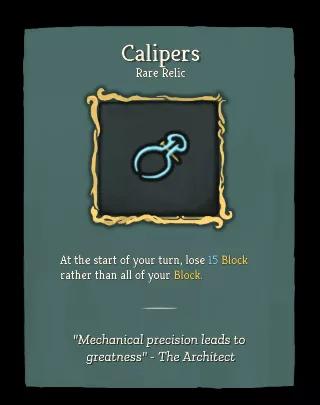 Calipers
Rare Relic
At the start of your turn, lose 15 Block
rather than all of your Block.
"Mechanical precision leads to
greatness" - The Architect